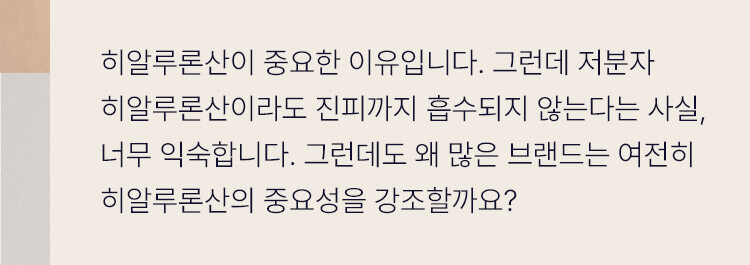 히알루론산이 중요한 이유입니다. 그런데 저분자
히알루론산이라도 진피까지 흡수되지 않는다는 사실,
너무 익숙합니다. 그런데도 왜 많은 브랜드는 여전히
히알루론산의 중요성을 강조할까요?